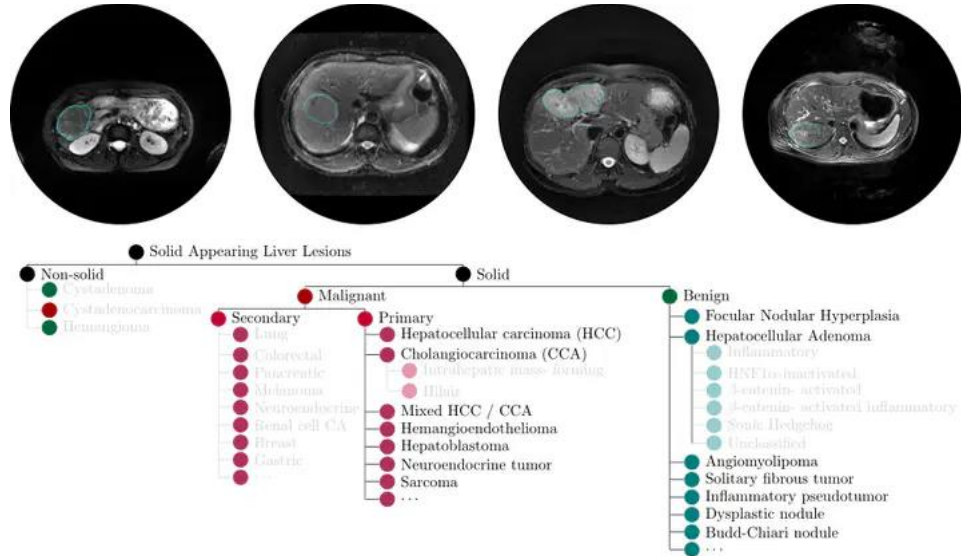 Solid Appearing Liver Lesions
Non-solid
Cystadenoma
Cystadenocarcinoma
Hemangioma
Solid
Malignant
Secondary
Lung
Colorectal
Pancreatic
Melanoma
Neuroendocrine
Renal cell CA
Breast
Gastric
...
Primary
Hepatocellular carcinoma (HCC)
Cholangiocarcinoma (CCA)
Intrahepatic mass- forming
Hilair
Mixed HCC / CCA
Hemangioendothelioma
Hepatoblastoma
Neuroendocrine tumor
Sarcoma
...
Benign
Focular Nodular Hyperplasia
Hepatocellular Adenoma
Inflammatory
HNF1α-inactivated
β-catenin- activated inflammatory
Sonic Hedgehog
Unclassified
Angiomyolipoma
Solitary fibrous tumor
Inflammatory pseudotumor
Dysplastic nodule
Budd-Chiari nodule
...